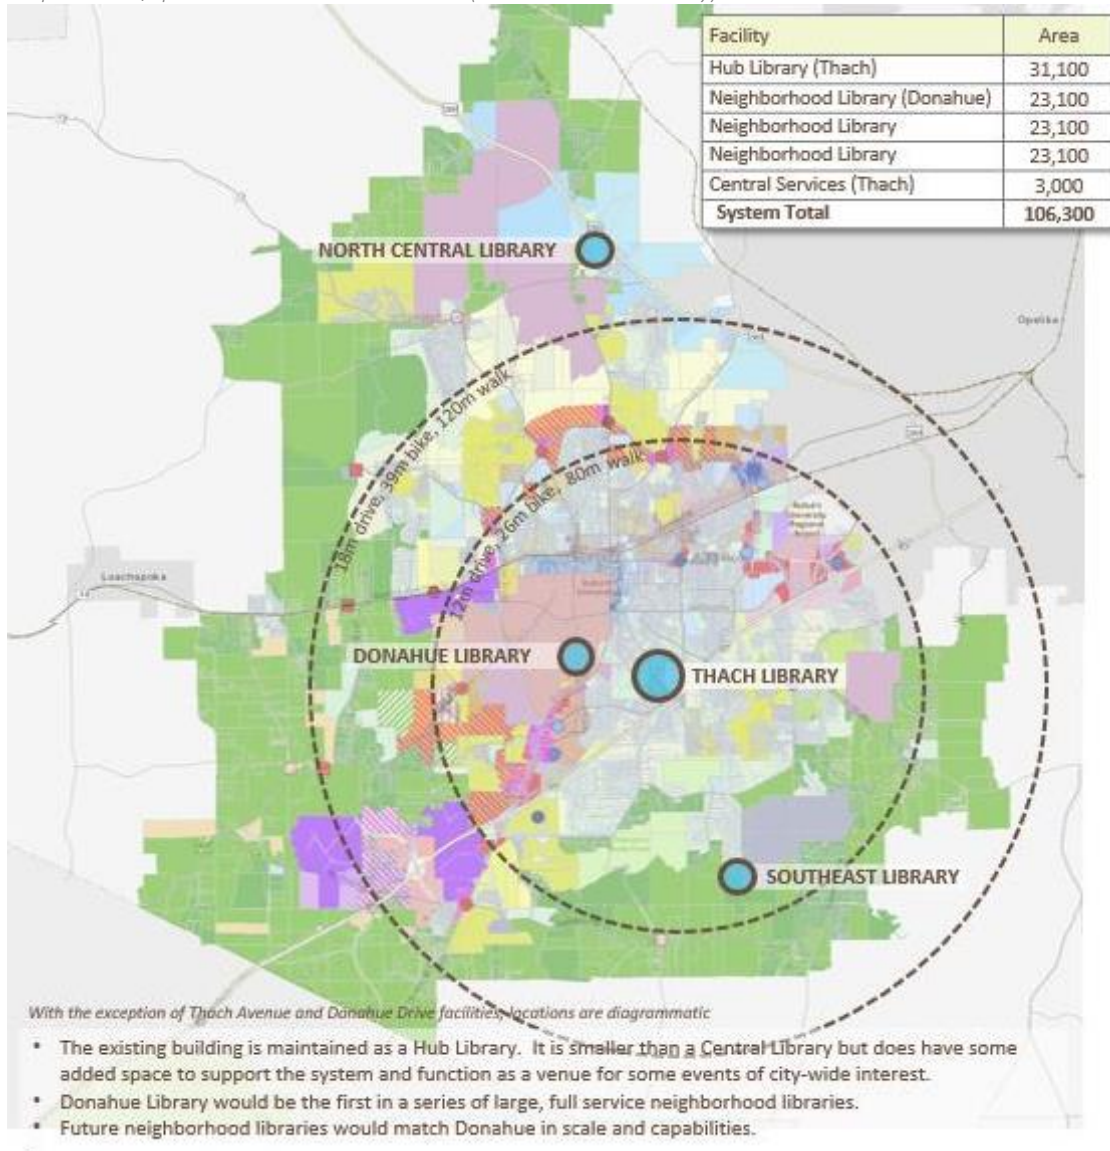 Facility Area
Hub Library (Thach) 31,100
Neighborhood Library (Donahue) 23,100
Neighborhood Library 23,100
Neighborhood Library 23,100
Central Services (Thach) 3,000
System Total 106,300
NORTH CENTRAL LIBRARY
Opelika
18m drive, 39m bike, 120m walk
12m drive, 26m bike, 80m walk
Loachapoka
DONAHUE LIBRARY
THACH LIBRARY
SOUTHEAST LIBRARY
With the exception of Thach Avenue and Donahue Drive facilities, locations are diagrammatic
• The existing building is maintained as a Hub Library. It is smaller than a Central Library but does have some
added space to support the system and function as a venue for some events of city-wide interest.
• Donahue Library would be the first in a series of large, full service neighborhood libraries.
• Future neighborhood libraries would match Donahue in scale and capabilities.